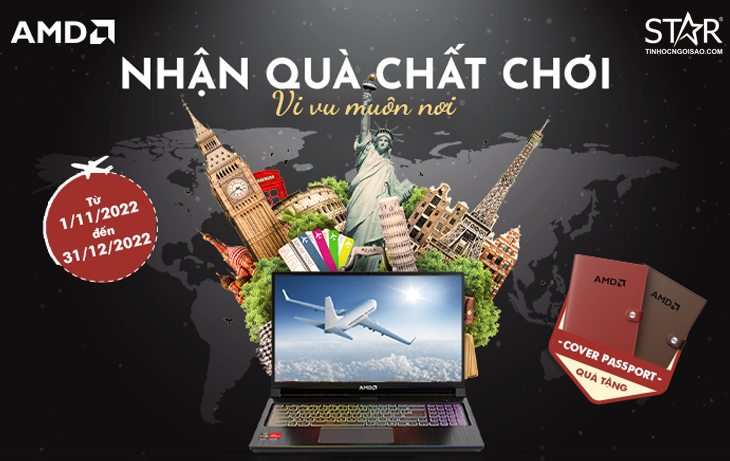 AMD
STAR
TINHOCNGOISAO.COM
NHẬN QUÀ CHẤT CHƠI
Vi vu muôn nơi
Từ
1/11/2022
đến
31/12/2022
AMD
AMD
- COVER PASSPORT -
QUÀ TẶNG
AMD